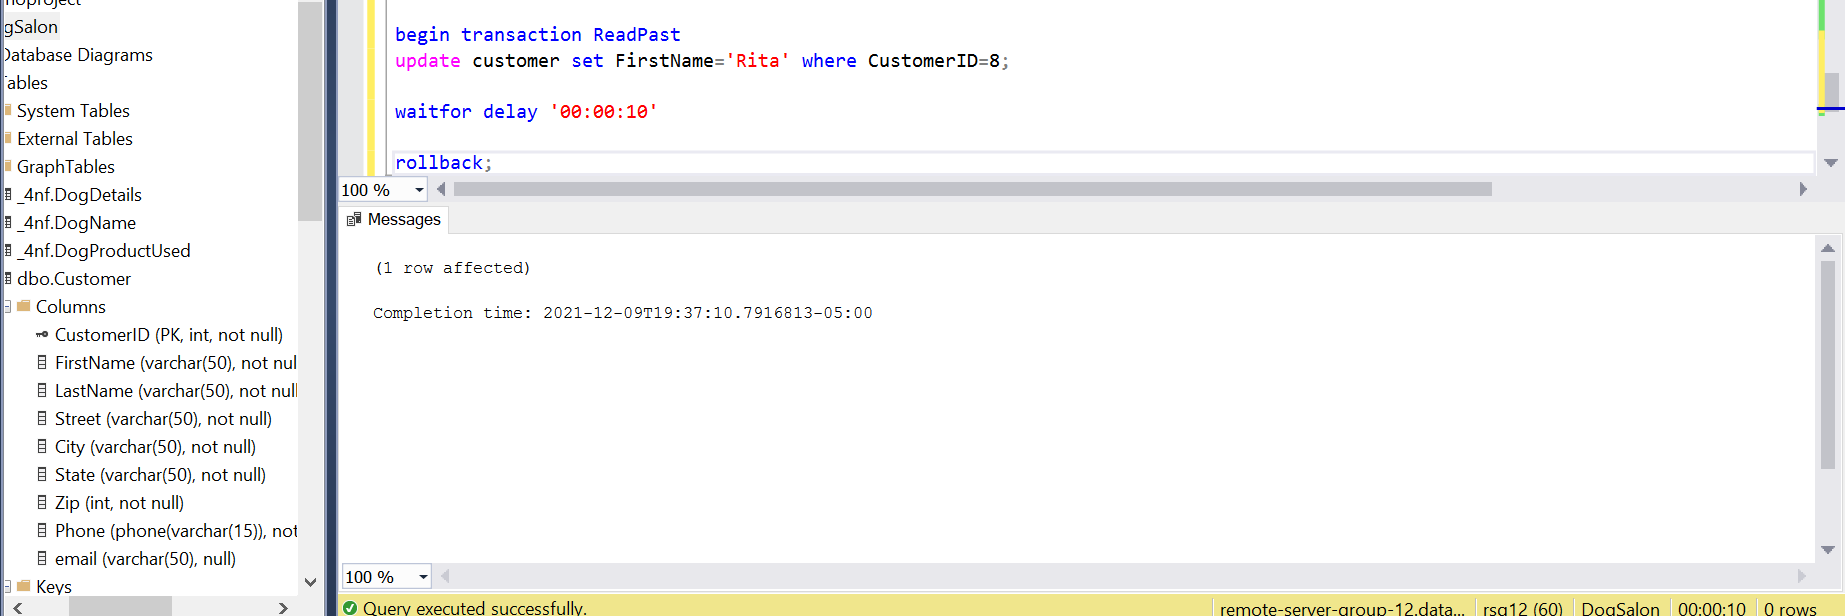 gSalon
Database Diagrams
Tables
System Tables
External Tables
GraphTables
_4nf.DogDetails
_4nf.DogName
_4nf.DogProductUsed
dbo.Customer
Columns
CustomerID (PK, int, not null)
FirstName (varchar(50), not nul
LastName (varchar(50), not null
Street (varchar(50), not null)
City (varchar(50), not null)
State (varchar(50), not null)
Zip (int, not null)
Phone (phone(varchar(15)), not
email (varchar(50), null)
Keys
begin transaction ReadPast
update customer set FirstName='Rita' where CustomerID=8;
waitfor delay '00:00:10'
rollback;
100 %
Messages
(1 row affected)
Completion time: 2021-12-09T19:37:10.7916813-05:00
100 %
Query executed successfully.
remote-server-group-12.data... rsg12 (60) DogSalon 00:00:10 0 rows